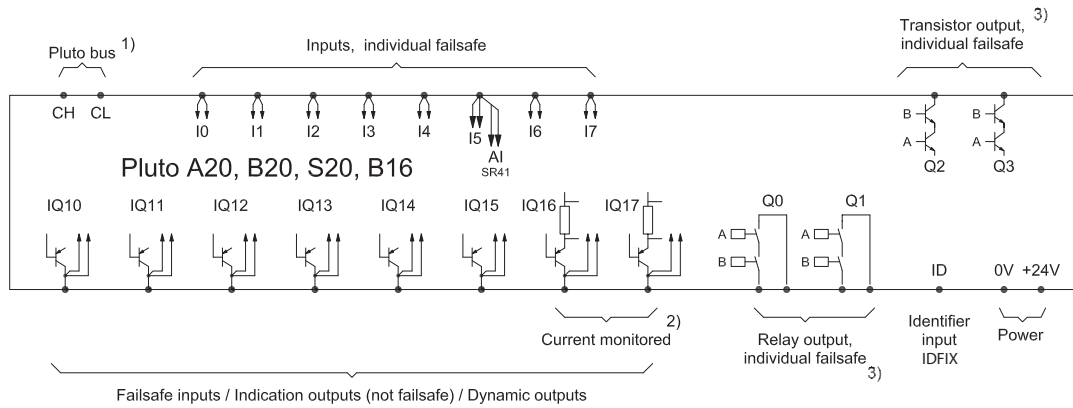 Pluto bus 1)
Inputs, individual failsafe
Transistor output, 3)
individual failsafe
CH CL
I0 I1 I2 I3 I4 I5 I6 I7
AI
SR41
B B
A A
Q2 Q3
Pluto A20, B20, S20, B16
IQ10 IQ11 IQ12 IQ13 IQ14 IQ15 IQ16 IQ17 Q0 Q1
A A
B B
ID 0V +24V
Current monitored 2)
Relay output,
individual failsafe 3)
Identifier
input
IDFIX
Power
Failsafe inputs / Indication outputs (not failsafe) / Dynamic outputs